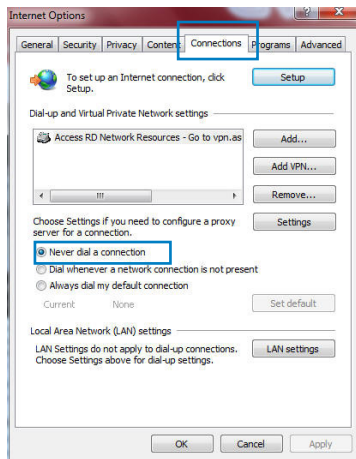 Internet Options
General Security Privacy Content Connections Programs Advanced
To set up an Internet connection, click
Setup.
Setup
Dial-up and Virtual Private Network settings
Access RD Network Resources - Go to vpn.as
Add...
Add VPN...
Remove...
Choose Settings if you need to configure a proxy
server for a connection.
Settings
Never dial a connection
Dial whenever a network connection is not present
Always dial my default connection
Current None
Set default
Local Area Network (LAN) settings
LAN Settings do not apply to dial-up connections.
Choose Settings above for dial-up settings.
LAN settings
OK Cancel Apply